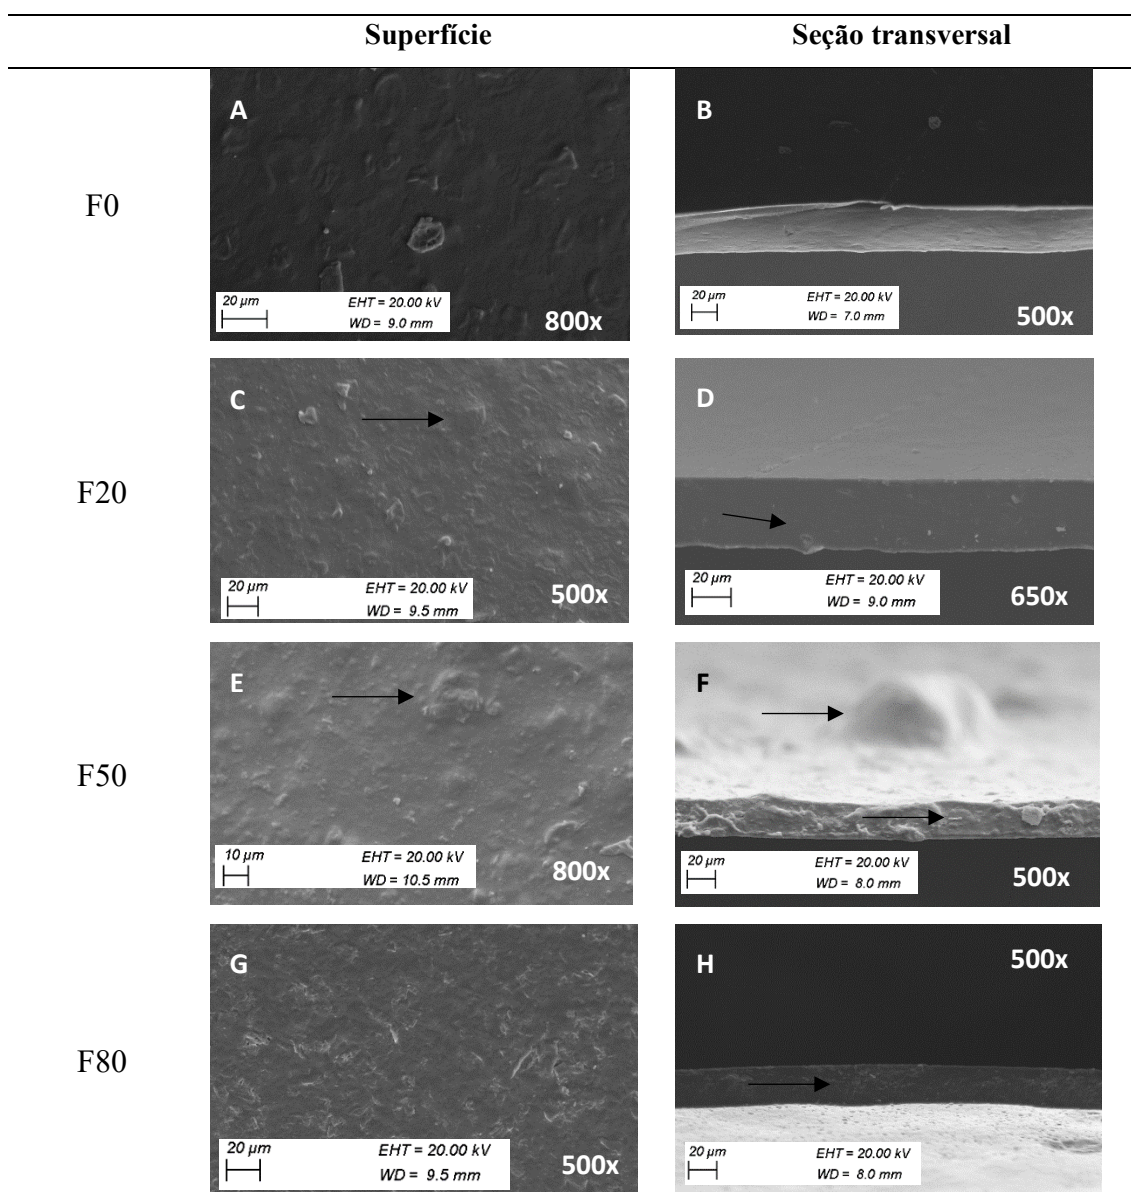 Superfície Seção transversal
F0
A
20 µm EHT = 20.00 kV
WD = 9.0 mm
800x
B
20 µm EHT = 20.00 kV
WD = 7.0 mm
500x
F20
C
20 µm EHT = 20.00 kV
WD = 9.5 mm
500x
D
20 µm EHT = 20.00 kV
WD = 9.0 mm
650x
F50
E
10 µm EHT = 20.00 kV
WD = 10.5 mm
800x
F
20 µm EHT = 20.00 kV
WD = 8.0 mm
500x
F80
G
20 µm EHT = 20.00 kV
WD = 9.5 mm
500x
H
500x
20 µm EHT = 20.00 kV
WD = 8.0 mm